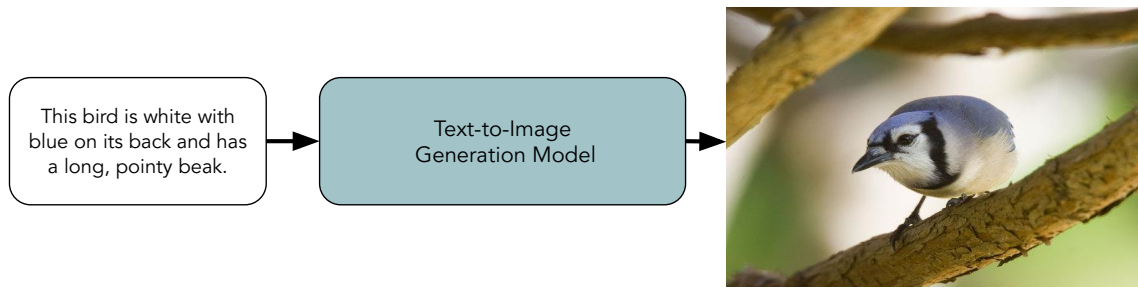 This bird is white with
blue on its back and has
a long, pointy beak.
Text-to-Image
Generation Model